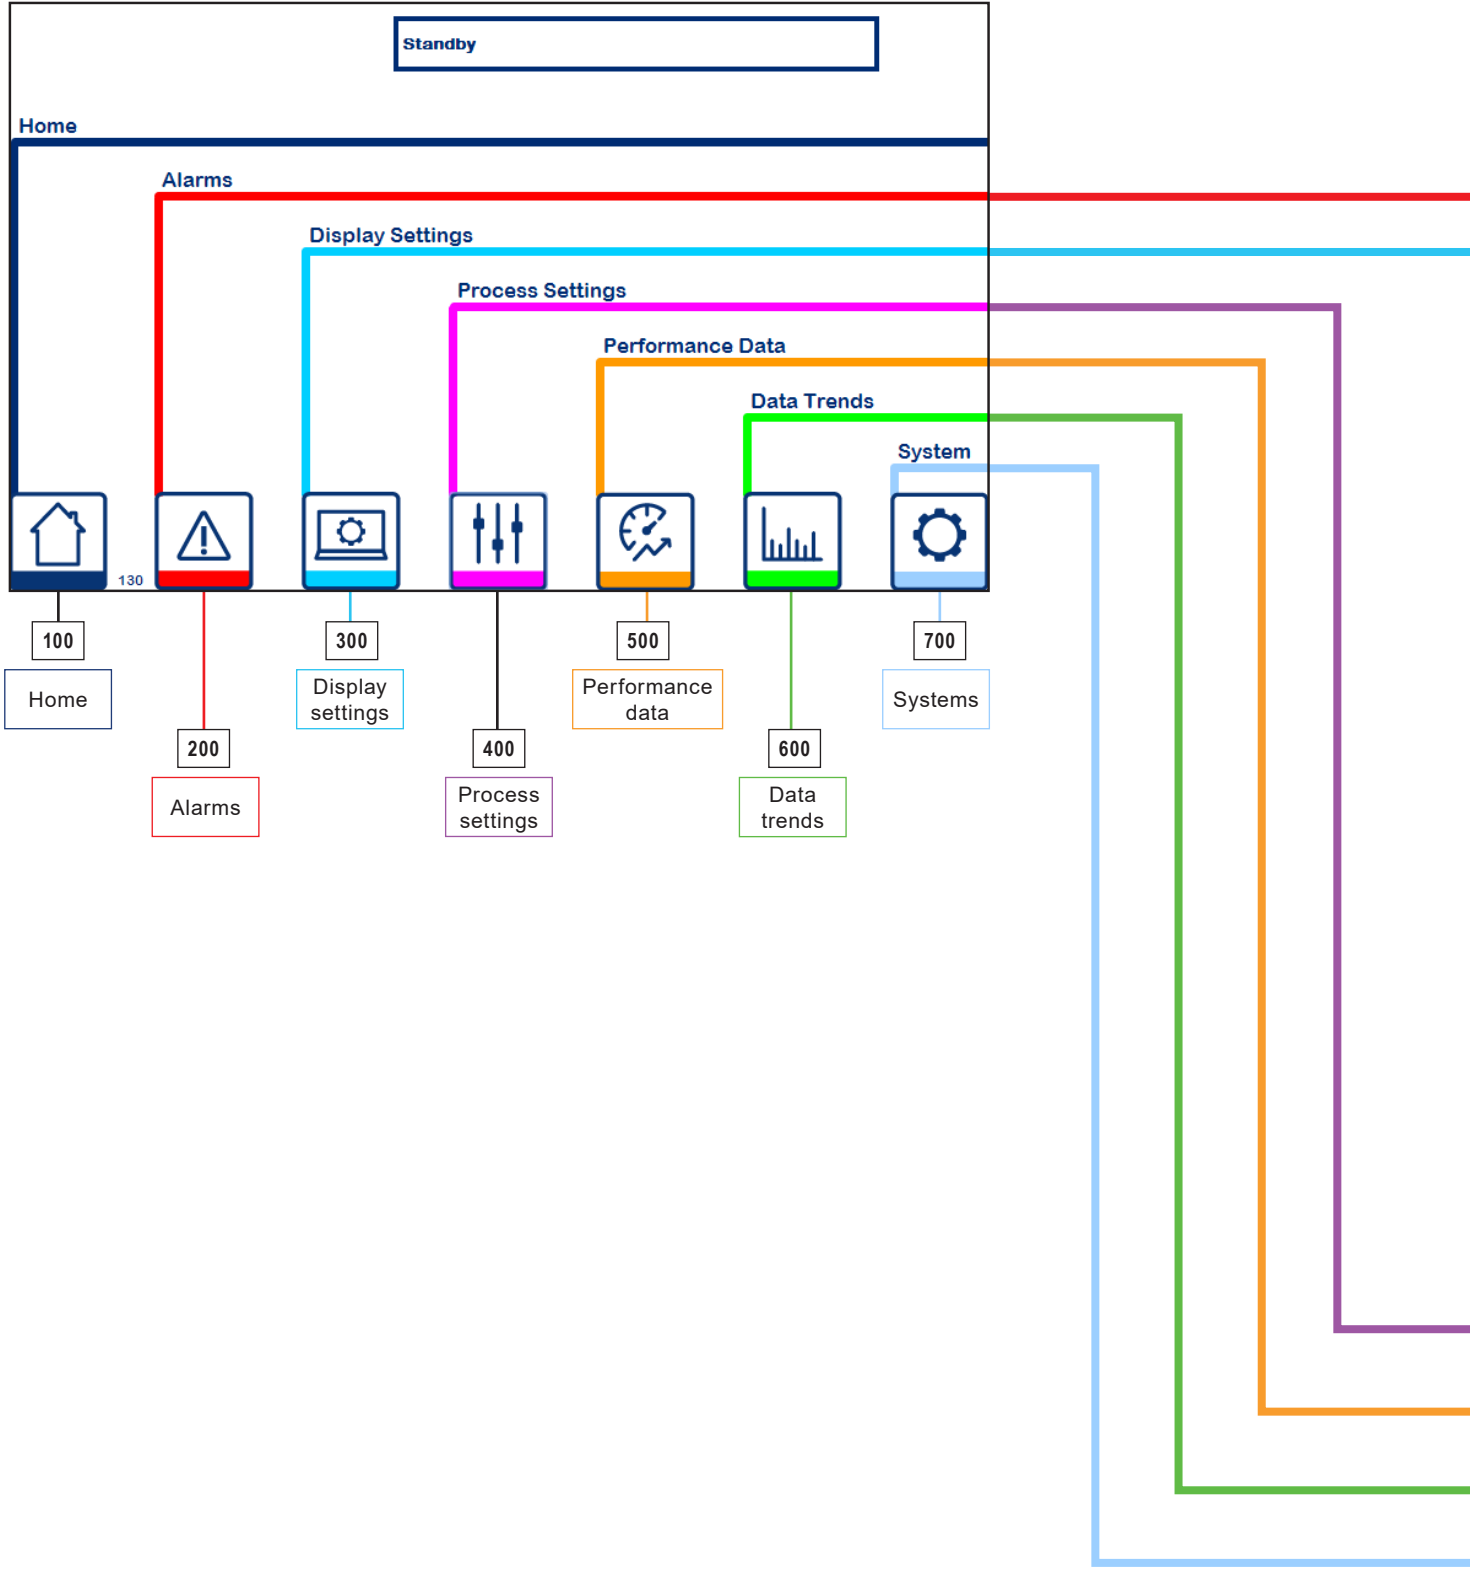 Standby
Home
Alarms
Display Settings
Process Settings
Performance Data
Data Trends
System
130
100
300
500
700
Home
Display
settings
Performance
data
Systems
200
400
600
Alarms
Process
settings
Data
trends